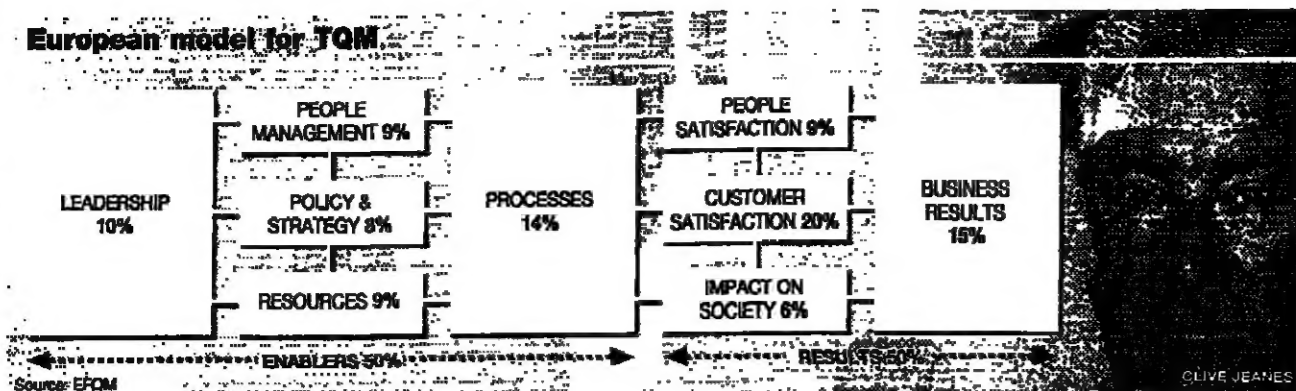 European model for TQM
LEADERSHIP
10%
PEOPLE
MANAGEMENT 9%
POLICY &
STRATEGY 8%
RESOURCES 9%
PROCESSES
14%
PEOPLE
SATISFACTION 9%
CUSTOMER
SATISFACTION 20%
IMPACT ON
SOCIETY 6%
BUSINESS
RESULTS
15%
ENABLERS 50%
RESULTS 50%
Source: EFQM
CLIVE JEANES